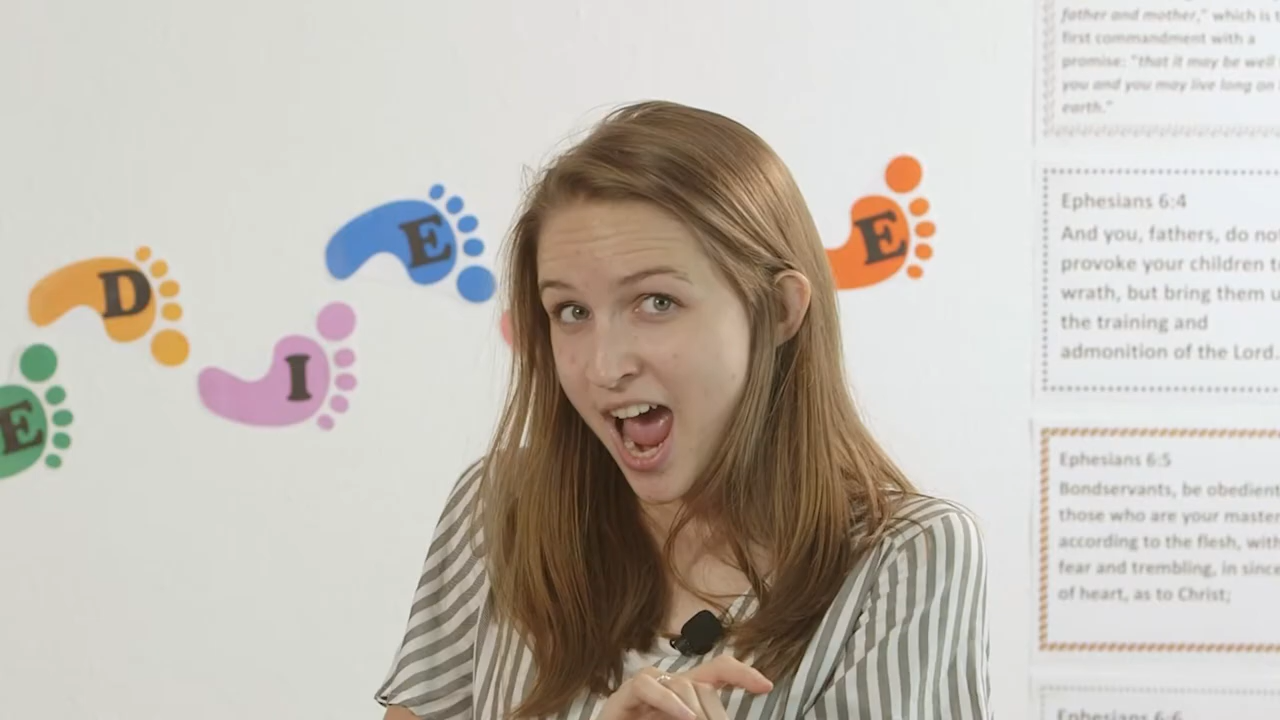 E
D
I
E
E
father and mother," which is
first commandment with a
promise: "that it may be well
you and you may live long on
earth."
Ephesians 6:4
And you, fathers, do not
provoke your children
wrath, but bring them
the training and
admonition of the Lord.
Ephesians 6:5
Bondservants, be obedient
those who are your
according to the flesh, with
fear and trembling, in
of heart, as to Christ;
Ephesians 6:6